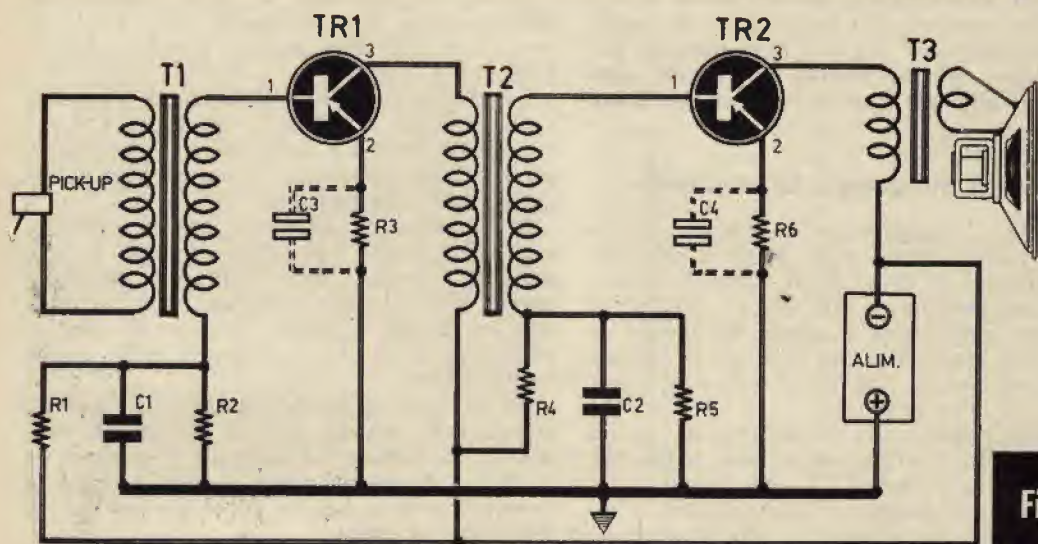 TR1
TR2
T1
3
T2
3
T3
1
1
2
2
PICK-UP
C3
R3
C4
R6
−
ALIM.
+
R1
C1
R2
R4
C2
R5
Fi